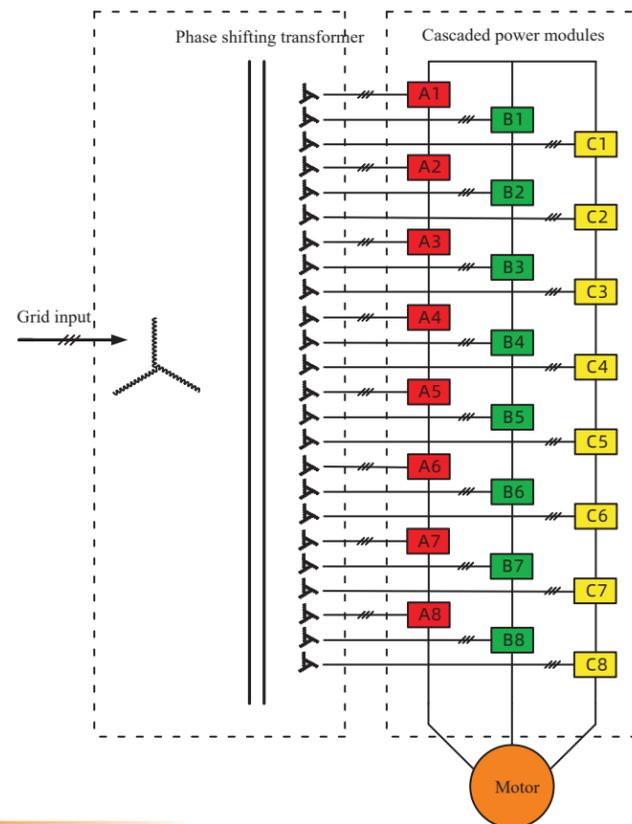 Phase shifting transformer
Cascaded power modules
A1
B1
C1
A2
B2
C2
A3
B3
C3
Grid input
A4
B4
C4
A5
B5
C5
A6
B6
C6
A7
B7
C7
A8
B8
C8
Motor